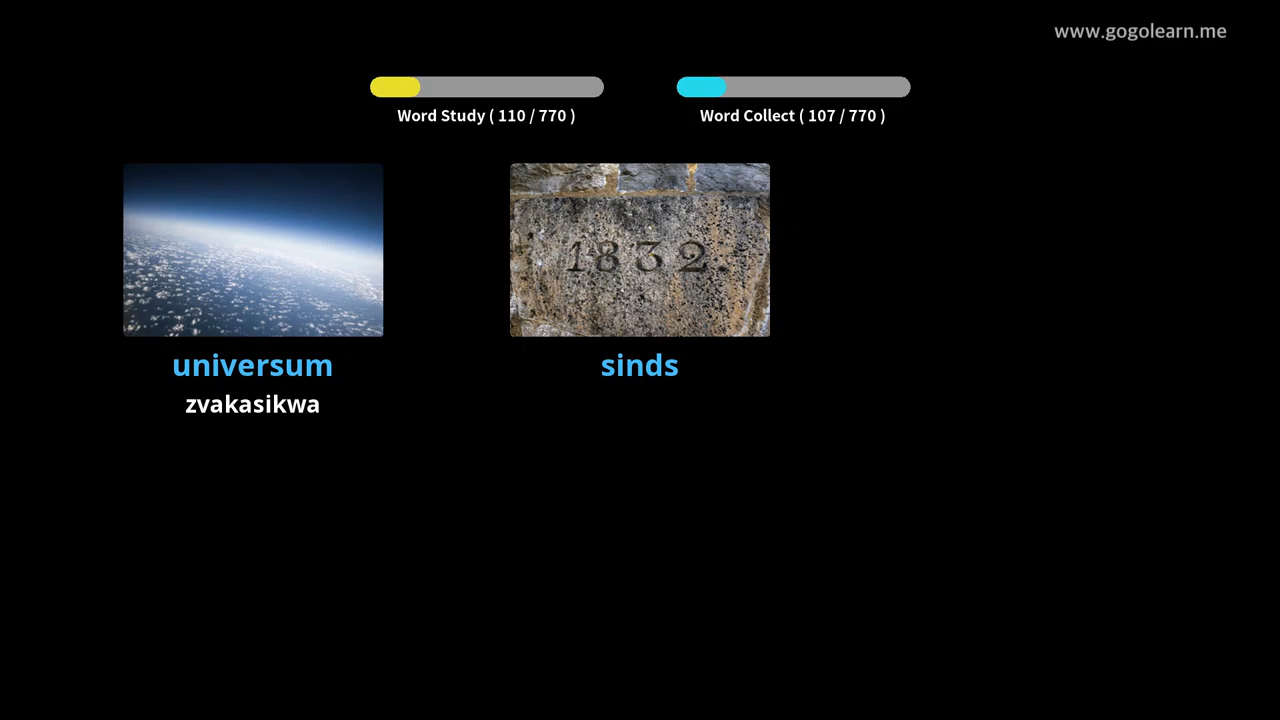 www.gogolearn.me
Word Study ( 110 / 770 )
Word Collect ( 107 / 770 )
1832.
universum
sinds
zvakasikwa